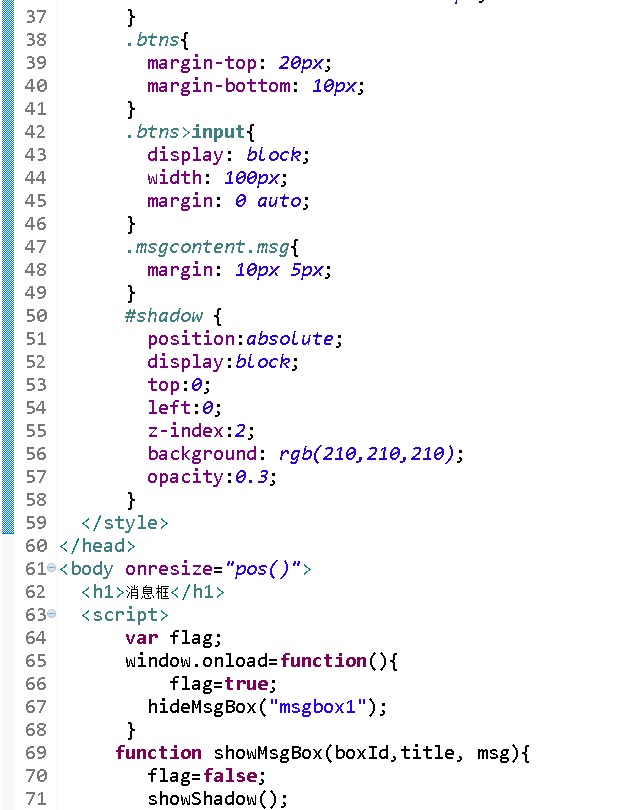 37 }
38 .btns{
39 margin-top: 20px;
40 margin-bottom: 10px;
41 }
42 .btns>input{
43 display: block;
44 width: 100px;
45 margin: 0 auto;
46 }
47 .msgcontent.msg{
48 margin: 10px 5px;
49 }
50 #shadow {
51 position:absolute;
52 display:block;
53 top:0;
54 left:0;
55 z-index:2;
56 background: rgb(210,210,210);
57 opacity:0.3;
58 }
59 </style>
60 </head>
61 <body onresize="pos()">
62 <h1>消息框</h1>
63 <script>
64 var flag;
65 window.onload=function(){
66 flag=true;
67 hideMsgBox("msgbox1");
68 }
69 function showMsgBox(boxId,title, msg){
70 flag=false;
71 showShadow();